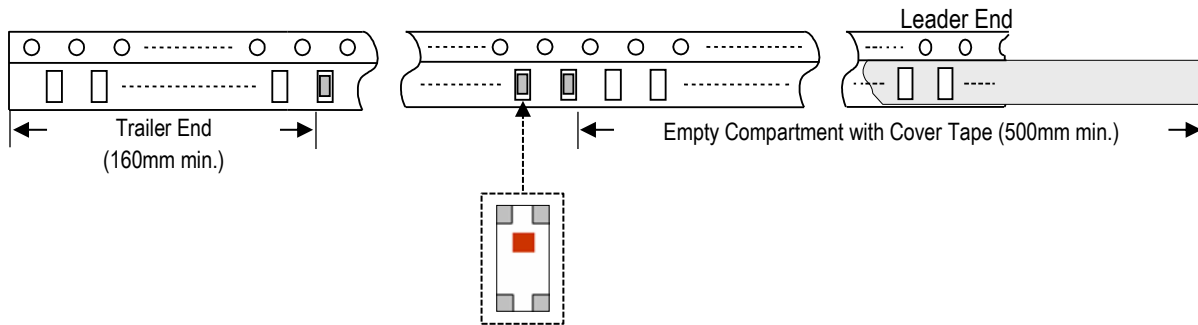 Leader End
Trailer End
(160mm min.)
Empty Compartment with Cover Tape (500mm min.)